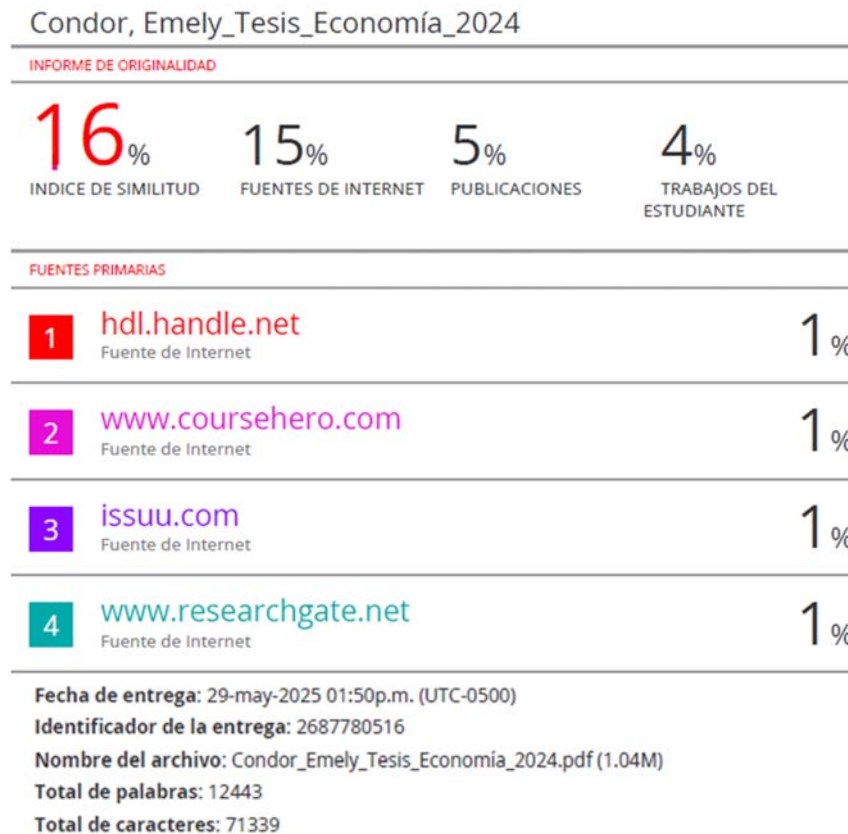 Condor, Emely_Tesis_Economía_2024
INFORME DE ORIGINALIDAD
16%
INDICE DE SIMILITUD
15%
FUENTES DE INTERNET
5%
PUBLICACIONES
4%
TRABAJOS DEL
ESTUDIANTE
FUENTES PRIMARIAS
1
hdl.handle.net
Fuente de Internet
1%
2
www.coursehero.com
Fuente de Internet
1%
3
issuu.com
Fuente de Internet
1%
4
www.researchgate.net
Fuente de Internet
1%
Fecha de entrega: 29-may-2025 01:50p.m. (UTC-0500)
Identificador de la entrega: 2687780516
Nombre del archivo: Condor_Emely_Tesis_Economía_2024.pdf (1.04M)
Total de palabras: 12443
Total de caracteres: 71339